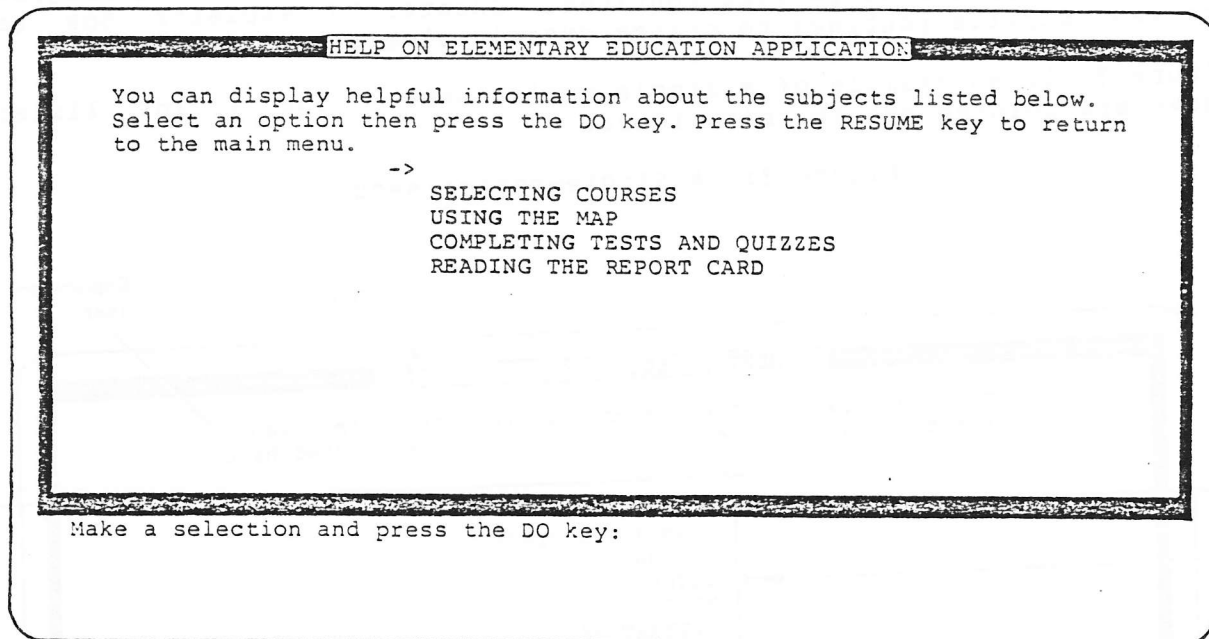 HELP ON ELEMENTARY EDUCATION APPLICATION
You can display helpful information about the subjects listed below.
Select an option then press the DO key. Press the RESUME key to return
to the main menu.
->
SELECTING COURSES
USING THE MAP
COMPLETING TESTS AND QUIZZES
READING THE REPORT CARD
Make a selection and press the DO key: